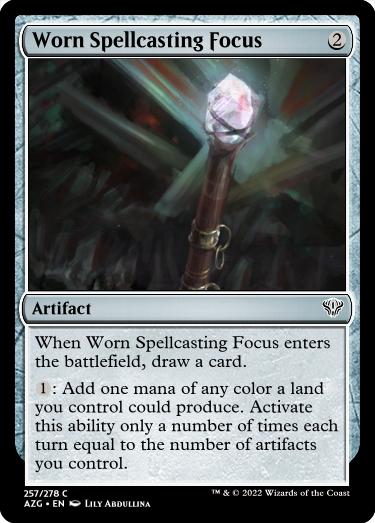 Worn Spellcasting Focus 2
Artifact
When Worn Spellcasting Focus enters
the battlefield, draw a card.
1: Add one mana of any color a land
you control could produce. Activate
this ability only a number of times each
turn equal to the number of artifacts
you control.
257/278 C
AZG • EN Lily Abdullina
™ & © 2022 Wizards of the Coast